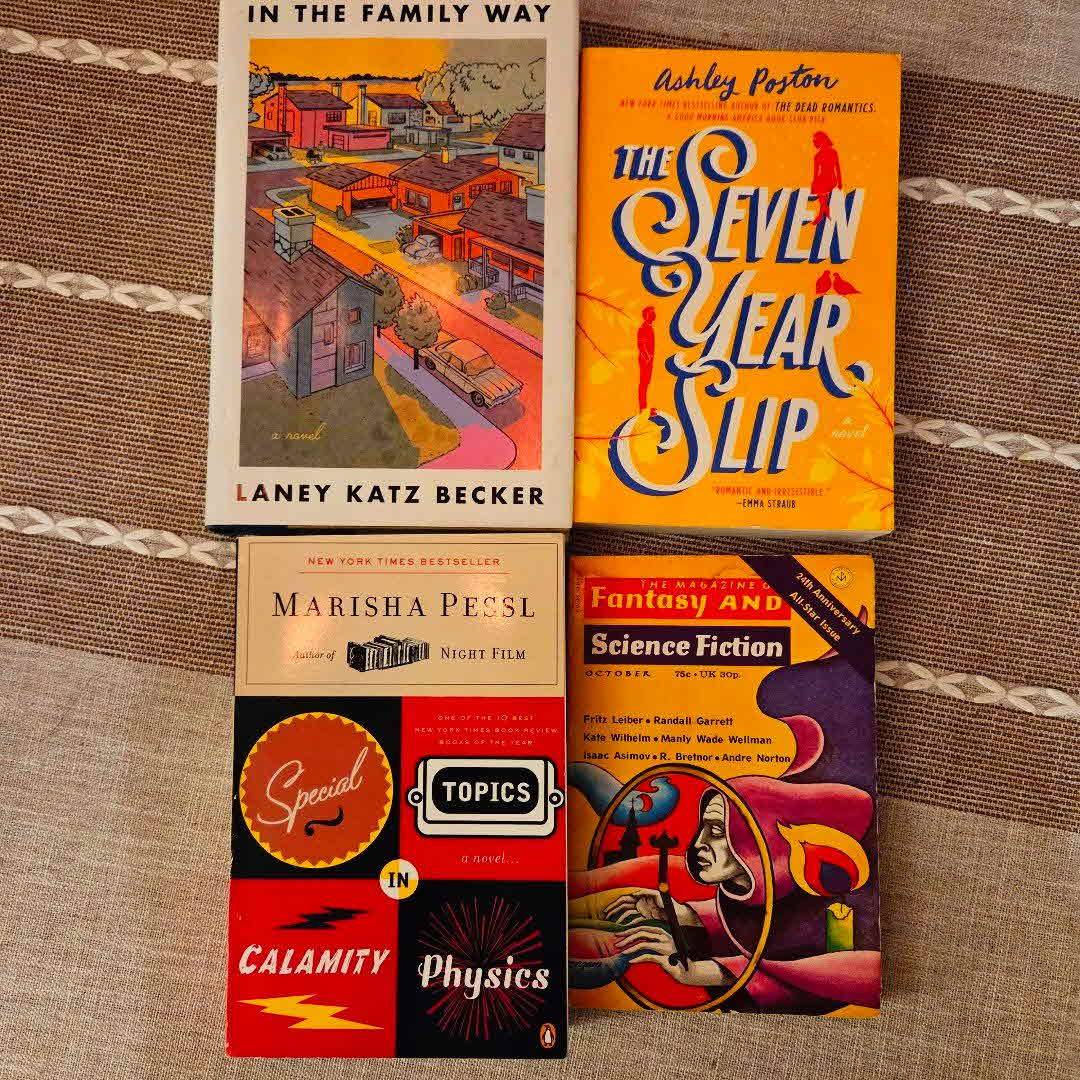 IN THE FAMILY WAY
a novel
LANEY KATZ BECKER
Ashley Poston
NEW YORK TIMES BESTSELLING AUTHOR OF THE DEAD ROMANTICS,
A GOOD MORNING AMERICA BOOK CLUB PICK
THE
SEVEN
YEAR
SLIP
a
novel
"ROMANTIC AND IRRESISTIBLE."
—EMMA STRAUB
NEW YORK TIMES BESTSELLER
MARISHA PESSL
Author of NIGHT FILM
Special
ONE OF THE 10 BEST
NEW YORK TIMES BOOK REVIEW
BOOKS OF THE YEAR
TOPICS
a novel...
IN
CALAMITY
Physics
THE MAGAZINE O
Fantasy AND
Science Fiction
24th Anniversary
All-Star Issue
OCTOBER 75c • UK 30p.
Fritz Leiber • Randall Garrett
Kate Wilhelm • Manly Wade Wellman
Isaac Asimov • R. Bretnor • Andre Norton